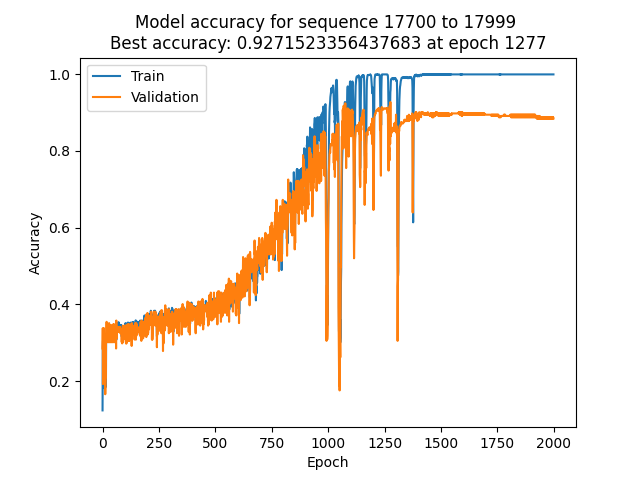 Model accuracy for sequence 17700 to 17999
Best accuracy: 0.9271523356437683 at epoch 1277
Train
Validation
Accuracy
1.0
0.8
0.6
0.4
0.2
0 250 500 750 1000 1250 1500 1750 2000
Epoch